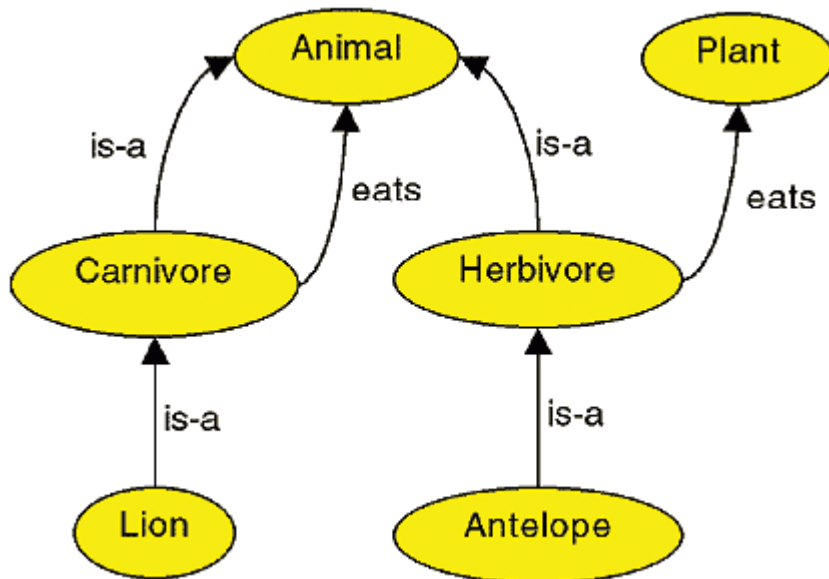 Animal
Plant
is-a
is-a
eats
eats
Carnivore
Herbivore
is-a
is-a
Lion
Antelope